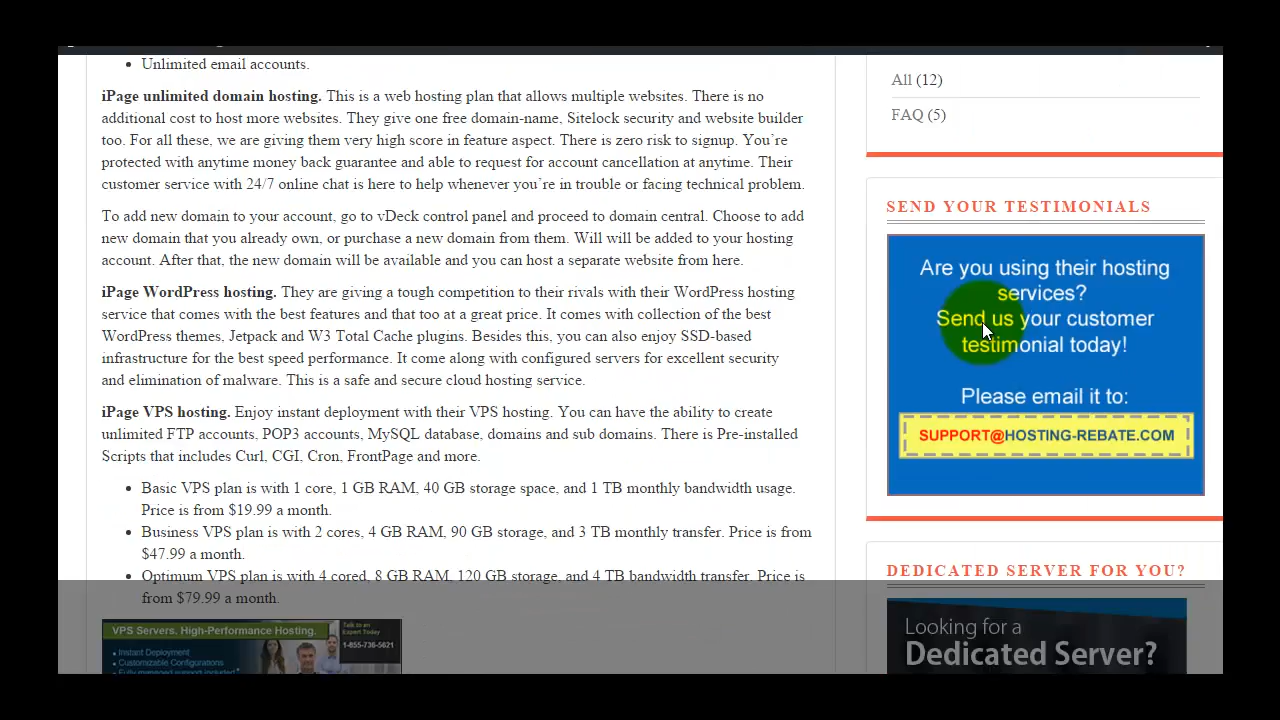 Unlimited email accounts.
iPage unlimited domain hosting. This is a web hosting plan that allows multiple websites. There is no
additional cost to host more websites. They give one free domain-name, Sitelock security and website builder
too. For all these, we are giving them very high score in feature aspect. There is zero risk to signup. You're
protected with anytime money back guarantee and able to request for account cancellation at anytime. Their
customer service with 24/7 online chat is here to help whenever you're in trouble or facing technical problem.
To add new domain to your account, go to vDeck control panel and proceed to domain central. Choose to add
new domain that you already own, or purchase a new domain from them. Will will be added to your hosting
account. After that, the new domain will be available and you can host a separate website from here.
iPage WordPress hosting. They are giving a tough competition to their rivals with their WordPress hosting
service that comes with the best features and that too at a great price. It comes with collection of the best
WordPress themes, Jetpack and W3 Total Cache plugins. Besides this, you can also enjoy SSD-based
infrastructure for the best speed performance. It come along with configured servers for excellent security
and elimination of malware. This is a safe and secure cloud hosting service.
iPage VPS hosting. Enjoy instant deployment with their VPS hosting. You can have the ability to create
unlimited FTP accounts, POP3 accounts, MySQL database, domains and sub domains. There is Pre-installed
Scripts that includes Curl, CGI, Cron, FrontPage and more.
Basic VPS plan is with 1 core, 1 GB RAM, 40 GB storage space, and 1 TB monthly bandwidth usage.
Price is from $19.99 a month.
Business VPS plan is with 2 cores, 4 GB RAM, 90 GB storage, and 3 TB monthly transfer. Price is from
$47.99 a month.
Optimum VPS plan is with 4 cored, 8 GB RAM, 120 GB storage, and 4 TB bandwidth transfer. Price is
from $79.99 a month.
VPS Servers. High-Performance Hosting.
Talk to an
Expert Today
1-855-736-5621
Instant Deployment
Customizable Configurations
Fully managed support included*
All (12)
FAQ (5)
SEND YOUR TESTIMONIALS
Are you using their hosting
services?
Send us your customer
testimonial today!
Please email it to:
SUPPORT@HOSTING-REBATE.COM
DEDICATED SERVER FOR YOU?
Looking for a
Dedicated Server?